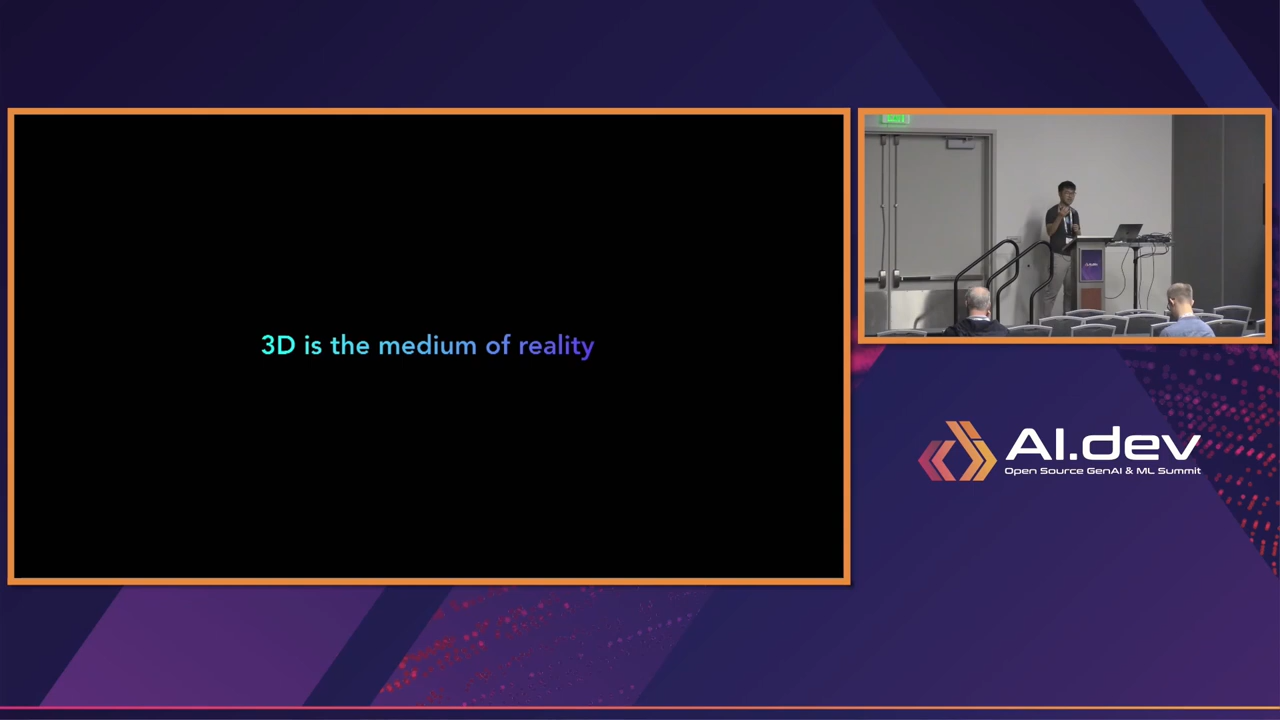 3D is the medium of reality
AI.dev
Open Source GenAI & ML Summit